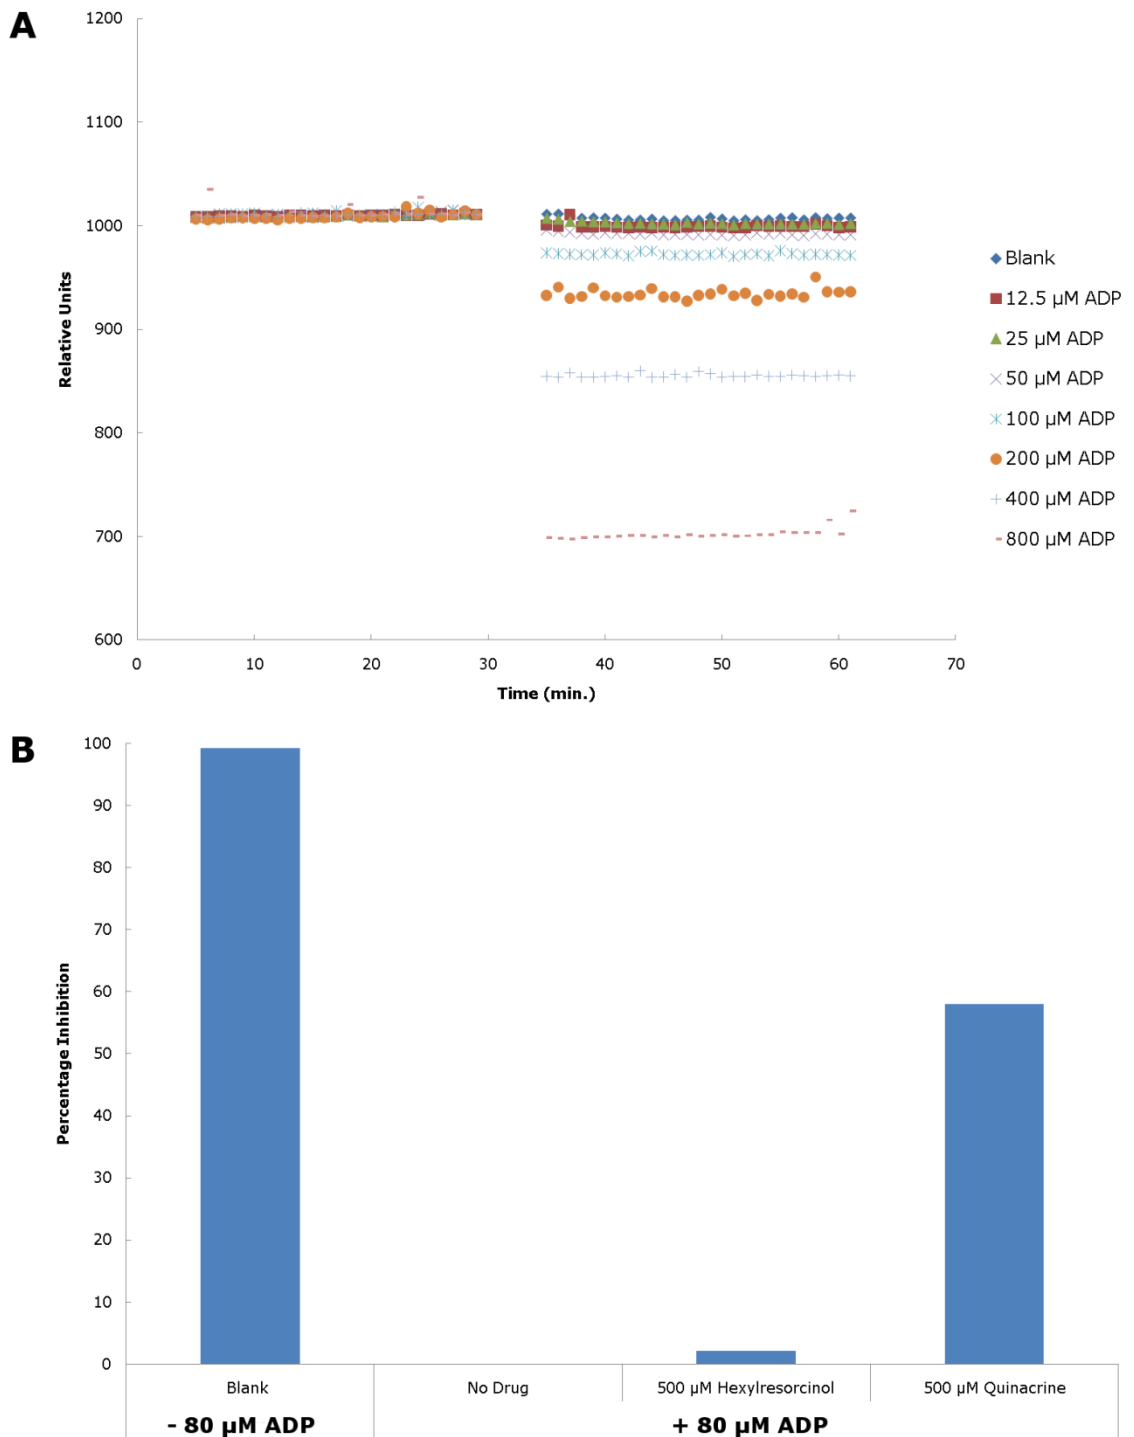 A
1200
1100
1000
900
800
700
600
Relative Units
0 10 20 30 40 50 60 70
Time (min.)
Blank
12.5 µM ADP
25 µM ADP
50 µM ADP
100 µM ADP
200 µM ADP
400 µM ADP
800 µM ADP
B
100
90
80
70
60
50
40
30
20
10
0
Percentage Inhibition
Blank No Drug 500 µM Hexylresorcinol 500 µM Quinacrine
- 80 µM ADP + 80 µM ADP